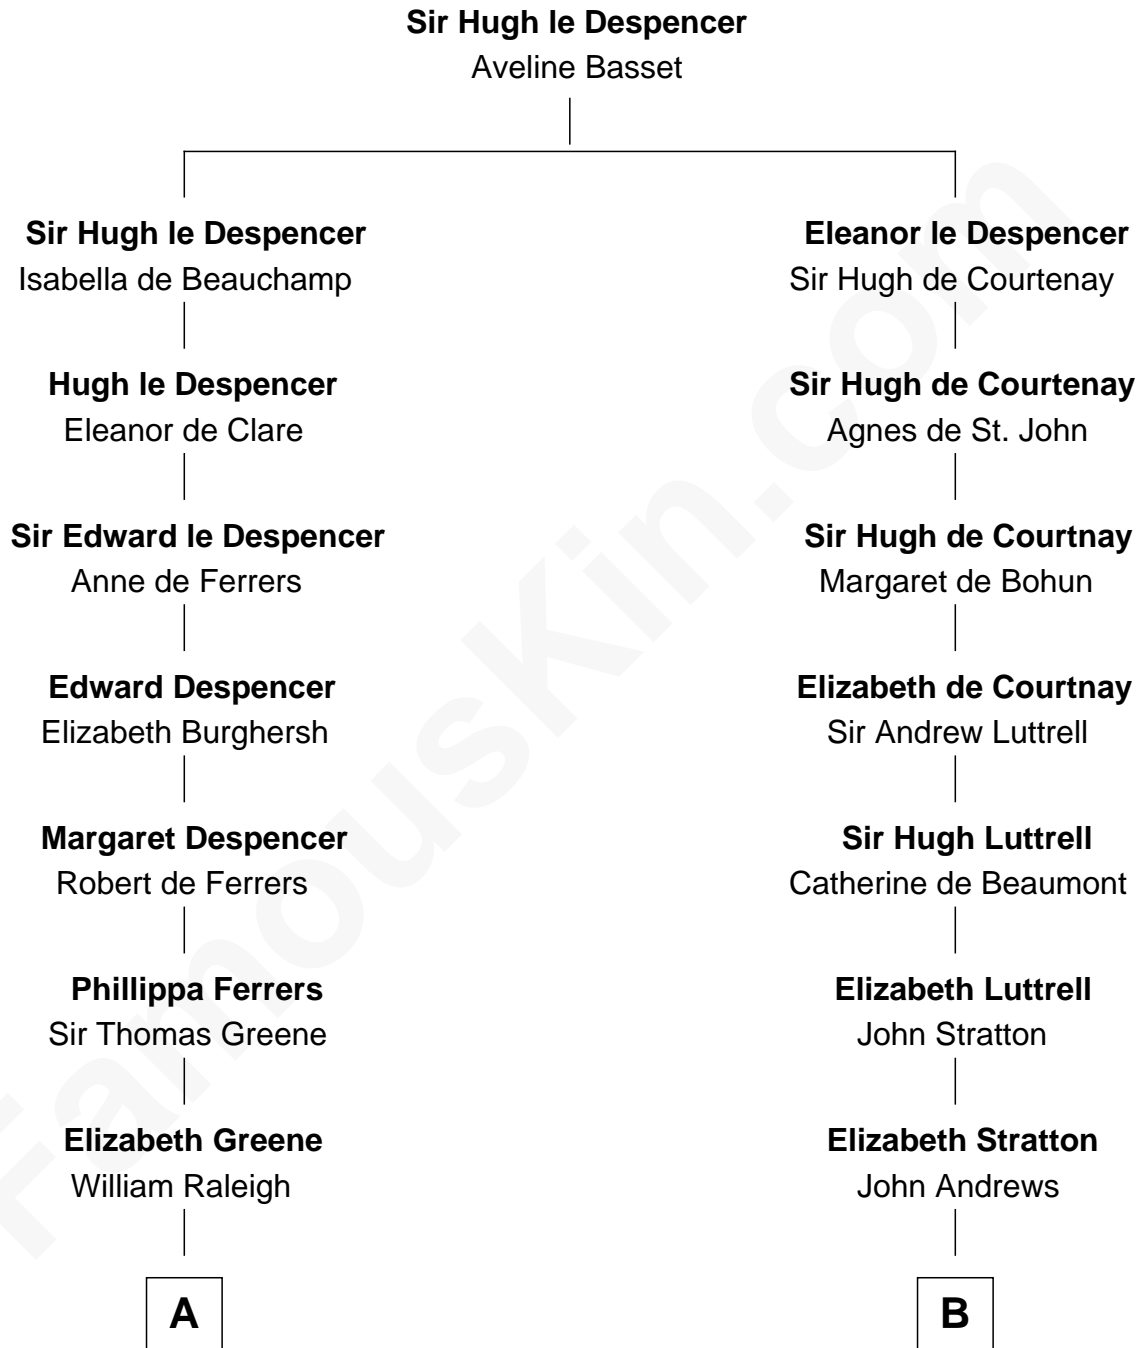 Sir Hugh le Despencer
Aveline Basset
Sir Hugh le Despencer
Isabella de Beauchamp
Eleanor le Despencer
Sir Hugh de Courtenay
Hugh le Despencer
Eleanor de Clare
Sir Hugh de Courtenay
Agnes de St. John
Sir Edward le Despencer
Anne de Ferrers
Sir Hugh de Courtnay
Margaret de Bohun
Edward Despencer
Elizabeth Burghersh
Elizabeth de Courtnay
Sir Andrew Luttrell
Margaret Despencer
Robert de Ferrers
Sir Hugh Luttrell
Catherine de Beaumont
Phillippa Ferrers
Sir Thomas Greene
Elizabeth Luttrell
John Stratton
Elizabeth Greene
William Raleigh
Elizabeth Stratton
John Andrews
A
B
FamousKin.com